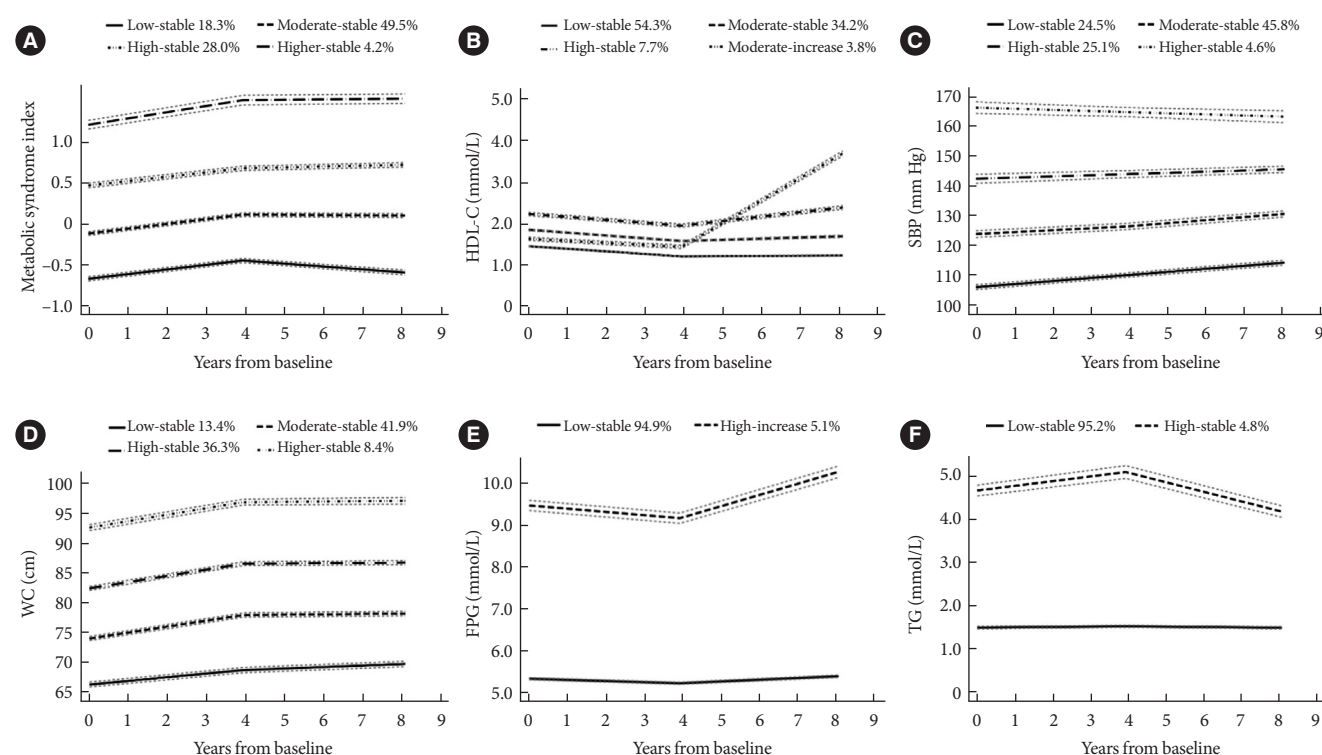 A
Low-stable 18.3%
Moderate-stable 49.5%
High-stable 28.0%
Higher-stable 4.2%
Metabolic syndrome index
1.0
0.5
0
–0.5
–1.0
0 1 2 3 4 5 6 7 8 9
Years from baseline
B
Low-stable 54.3%
Moderate-stable 34.2%
High-stable 7.7%
Moderate-increase 3.8%
HDL-C (mmol/L)
5.0
4.0
3.0
2.0
1.0
0
0 1 2 3 4 5 6 7 8 9
Years from baseline
C
Low-stable 24.5%
Moderate-stable 45.8%
High-stable 25.1%
Higher-stable 4.6%
SBP (mm Hg)
170
160
150
140
130
120
110
100
0 1 2 3 4 5 6 7 8 9
Years from baseline
D
Low-stable 13.4%
Moderate-stable 41.9%
High-stable 36.3%
Higher-stable 8.4%
WC (cm)
100
95
90
85
80
75
70
65
0 1 2 3 4 5 6 7 8 9
Years from baseline
E
Low-stable 94.9%
High-increase 5.1%
FPG (mmol/L)
10.0
9.0
8.0
7.0
6.0
5.0
0 1 2 3 4 5 6 7 8 9
Years from baseline
F
Low-stable 95.2%
High-stable 4.8%
TG (mmol/L)
5.0
4.0
3.0
2.0
1.0
0
0 1 2 3 4 5 6 7 8 9
Years from baseline